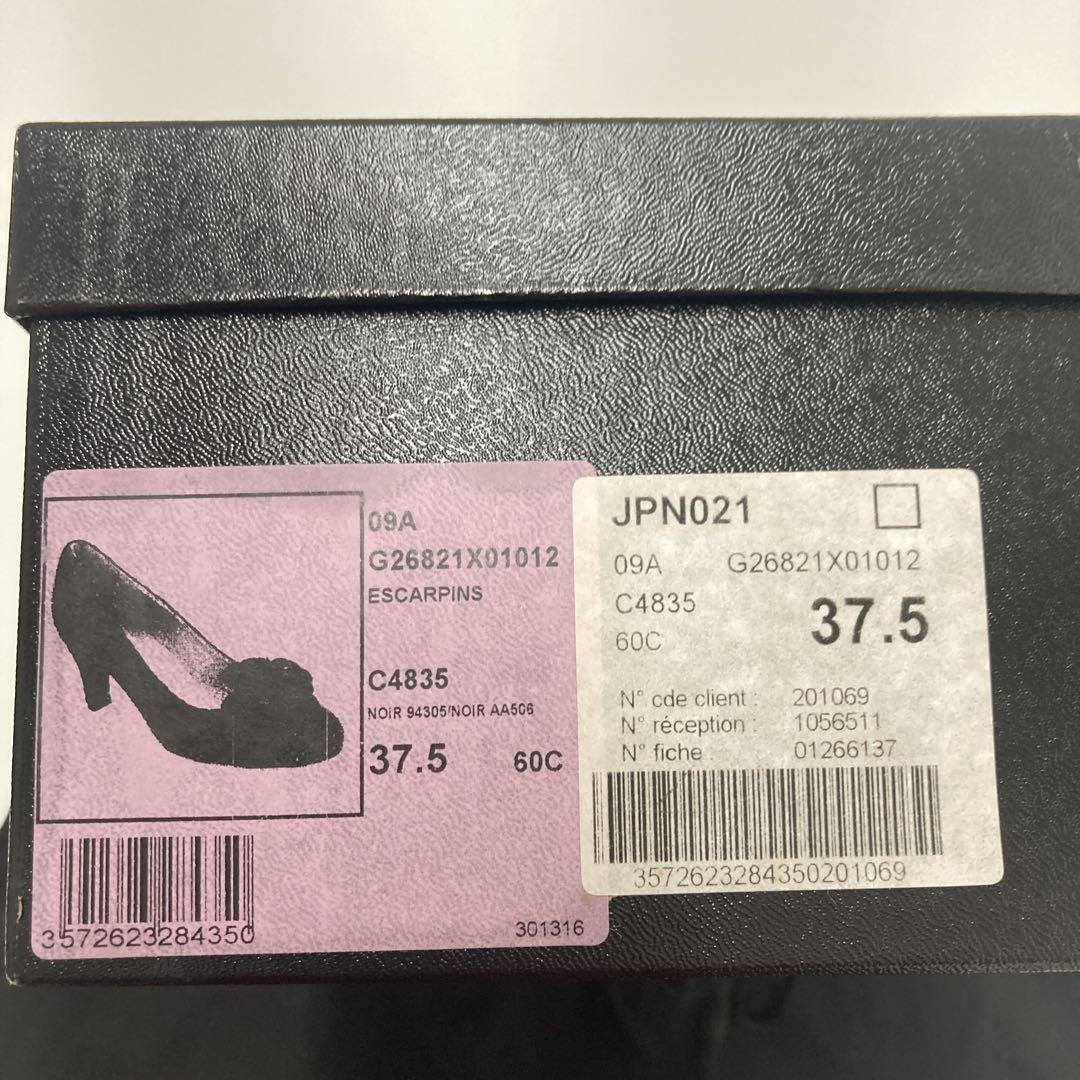 09A
G26821X01012
ESCARPINS
C4835
NOIR 94305/NOIR AA506
37.5 60C
3572623284350
301316
JPN021
09A G26821X01012
C4835
37.5
60C
N° cde client : 201069
N° réception : 1056511
N° fiche : 01266137
3572623284350201069